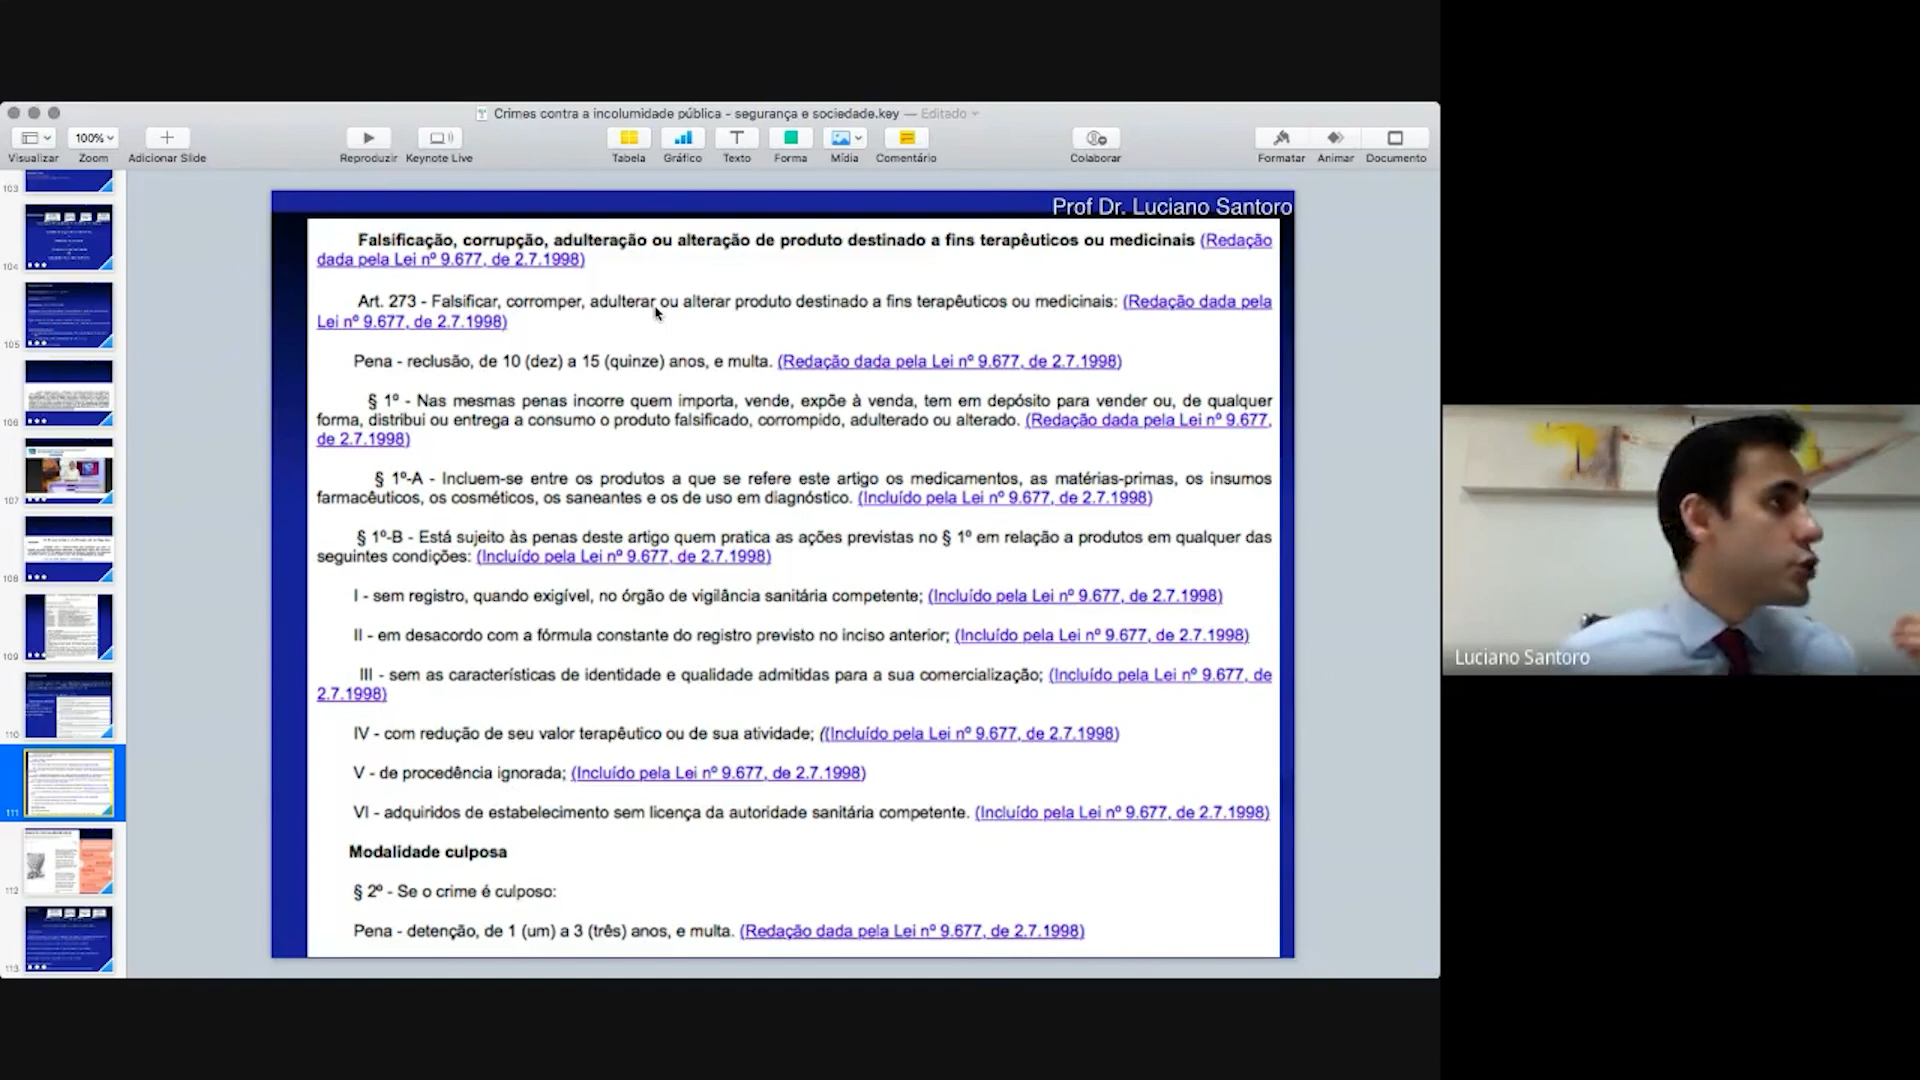 Crimes contra a incolumidade pública - segurança e sociedade.key — Editado
100%
Visualizar
Zoom
Adicionar Slide
Reproduzir
Keynote Live
Tabela
Gráfico
Texto
Forma
Mídia
Comentário
Colaborar
Formatar
Animar
Documento
103
104
105
106
107
108
109
110
111
112
113
Prof Dr. Luciano Santoro
Falsificação, corrupção, adulteração ou alteração de produto destinado a fins terapêuticos ou medicinais (Redação
dada pela Lei nº 9.677, de 2.7.1998)
Art. 273 - Falsificar, corromper, adulterar ou alterar produto destinado a fins terapêuticos ou medicinais: (Redação dada pela
Lei nº 9.677, de 2.7.1998)
Pena - reclusão, de 10 (dez) a 15 (quinze) anos, e multa. (Redação dada pela Lei nº 9.677, de 2.7.1998)
§ 1º - Nas mesmas penas incorre quem importa, vende, expõe à venda, tem em depósito para vender ou, de qualquer
forma, distribui ou entrega a consumo o produto falsificado, corrompido, adulterado ou alterado. (Redação dada pela Lei nº 9.677,
de 2.7.1998)
§ 1º-A - Incluem-se entre os produtos a que se refere este artigo os medicamentos, as matérias-primas, os insumos
farmacêuticos, os cosméticos, os saneantes e os de uso em diagnóstico. (Incluído pela Lei nº 9.677, de 2.7.1998)
§ 1º-B - Está sujeito às penas deste artigo quem pratica as ações previstas no § 1º em relação a produtos em qualquer das
seguintes condições: (Incluído pela Lei nº 9.677, de 2.7.1998)
I - sem registro, quando exigível, no órgão de vigilância sanitária competente; (Incluído pela Lei nº 9.677, de 2.7.1998)
II - em desacordo com a fórmula constante do registro previsto no inciso anterior; (Incluído pela Lei nº 9.677, de 2.7.1998)
III - sem as características de identidade e qualidade admitidas para a sua comercialização; (Incluído pela Lei nº 9.677, de
2.7.1998)
IV - com redução de seu valor terapêutico ou de sua atividade; ((Incluído pela Lei nº 9.677, de 2.7.1998)
V - de procedência ignorada; (Incluído pela Lei nº 9.677, de 2.7.1998)
VI - adquiridos de estabelecimento sem licença da autoridade sanitária competente. (Incluído pela Lei nº 9.677, de 2.7.1998)
Modalidade culposa
§ 2º - Se o crime é culposo:
Pena - detenção, de 1 (um) a 3 (três) anos, e multa. (Redação dada pela Lei nº 9.677, de 2.7.1998)
Luciano Santoro